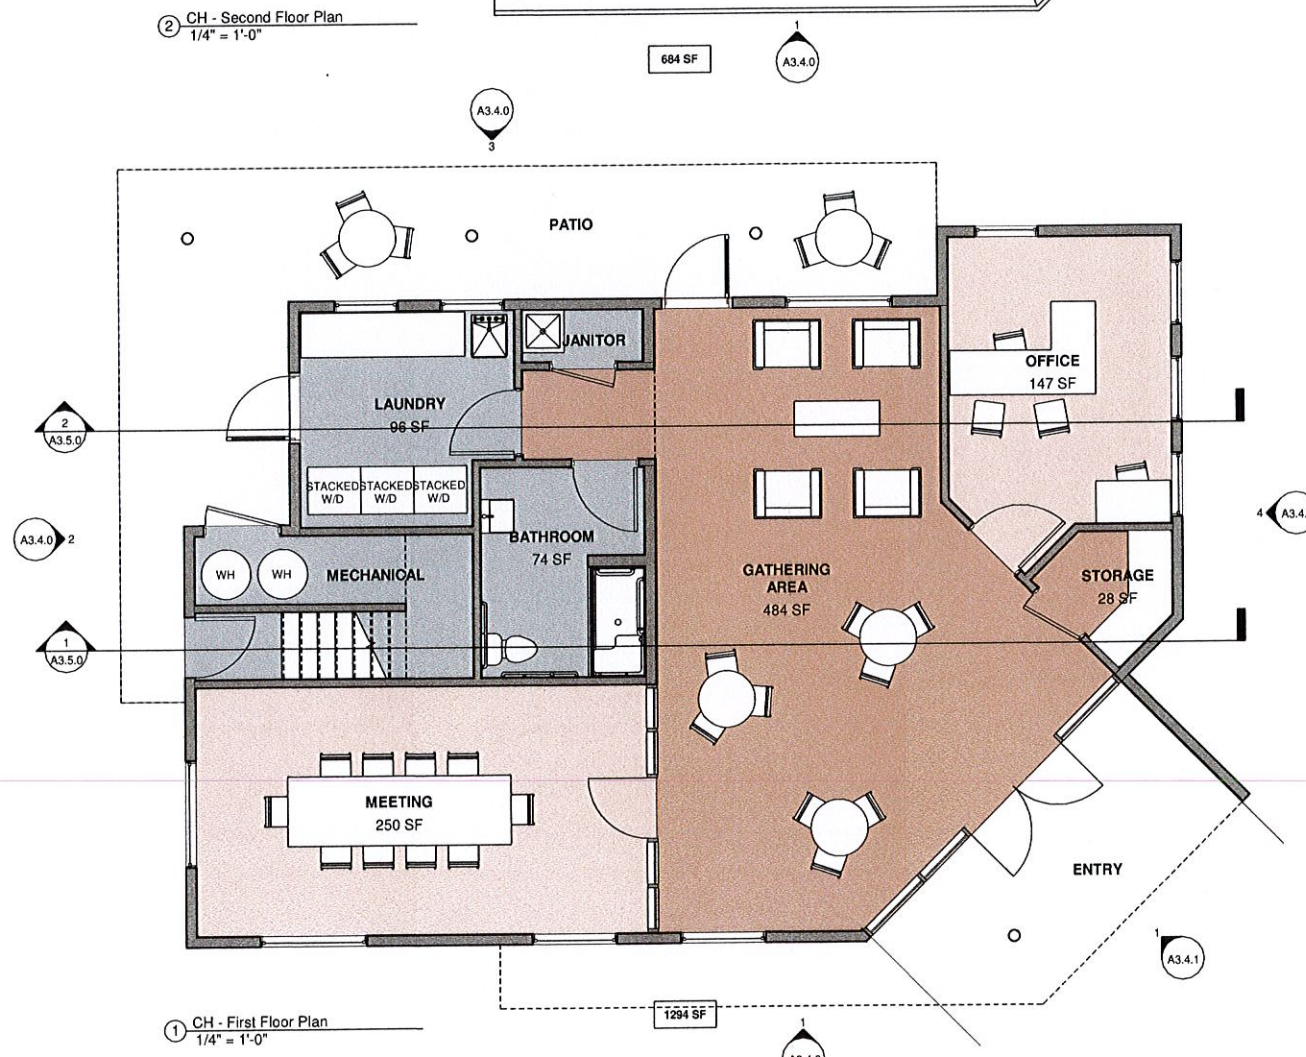 2 CH - Second Floor Plan
1/4" = 1'-0"
684 SF
1
A3.4.0
A3.4.0
3
PATIO
JANITOR
OFFICE
147 SF
LAUNDRY
96 SF
2
A3.5.0
STACKED W/D
STACKED W/D
STACKED W/D
A3.4.0 2
4 A3.4.
BATHROOM
74 SF
WH
WH
MECHANICAL
GATHERING
AREA
484 SF
STORAGE
28 SF
1
A3.5.0
MEETING
250 SF
ENTRY
1
A3.4.1
1294 SF
1 CH - First Floor Plan
1/4" = 1'-0"
1